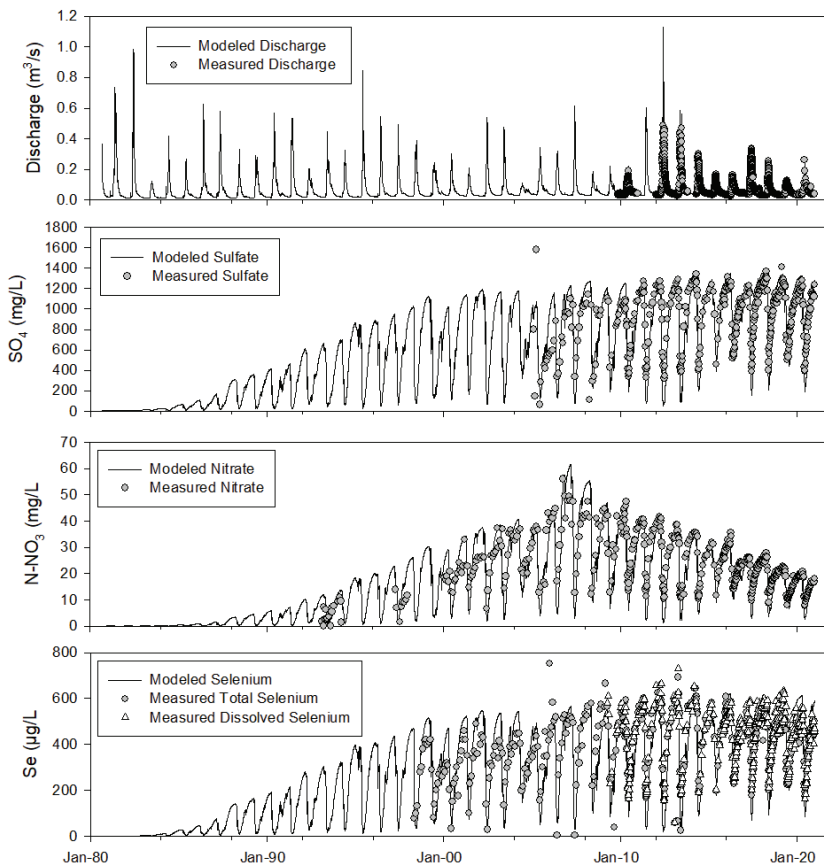 1.2
1.0
0.8
0.6
0.4
0.2
0.0
Discharge (m³/s)
Modeled Discharge
Measured Discharge
1800
1600
1400
1200
1000
800
600
400
200
0
SO₄ (mg/L)
Modeled Sulfate
Measured Sulfate
70
60
50
40
30
20
10
0
N-NO₃ (mg/L
Modeled Nitrate
Measured Nitrate
800
600
400
200
0
Se (µg/L
Modeled Selenium
Measured Total Selenium
Measured Dissolved Selenium
Jan-80 Jan-90 Jan-00 Jan-10 Jan-20